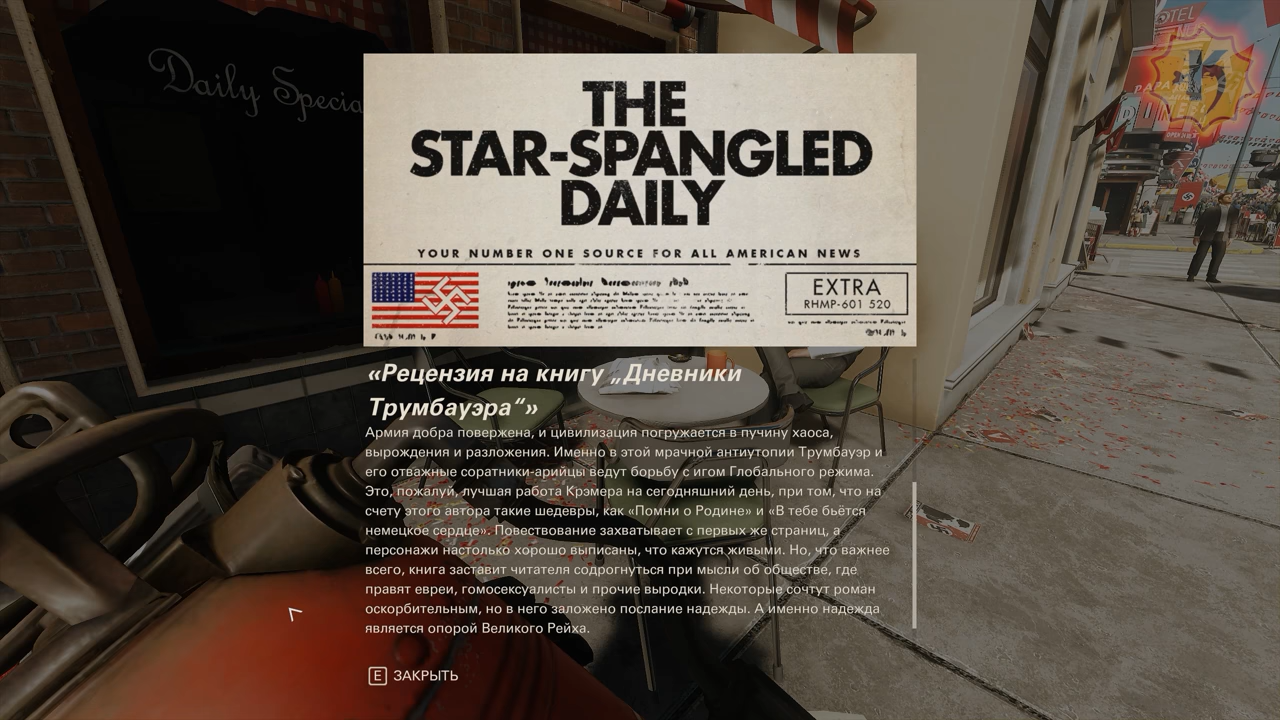 Daily Specia
HOTEL
THE
STAR-SPANGLED
DAILY
YOUR NUMBER ONE SOURCE FOR ALL AMERICAN NEWS
EXTRA
RHMP-601 520
«Рецензия на книгу „Дневники
Трумбауэра“»
Армия добра повержена, и цивилизация погружается в пучину хаоса,
вырождения и разложения. Именно в этой мрачной антиутопии Трумбауэр и
его отважные соратники-арийцы ведут борьбу с игом Глобального режима.
Это, пожалуй, лучшая работа Крэмера на сегодняшний день, при том, что на
счету этого автора такие шедевры, как «Помни о Родине» и «В тебе бьётся
немецкое сердце». Повествование захватывает с первых же страниц, а
персонажи настолько хорошо выписаны, что кажутся живыми. Но, что важнее
всего, книга заставит читателя содрогнуться при мысли об обществе, где
правят евреи, гомосексуалисты и прочие выродки. Некоторые сочтут роман
оскорбительным, но в него заложено послание надежды. А именно надежда
является опорой Великого Рейха.
E ЗАКРЫТЬ